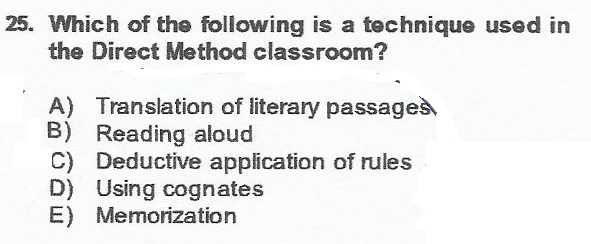 25. Which of the following is a technique used in
the Direct Method classroom?
A) Translation of literary passages
B) Reading aloud
C) Deductive application of rules
D) Using cognates
E) Memorization